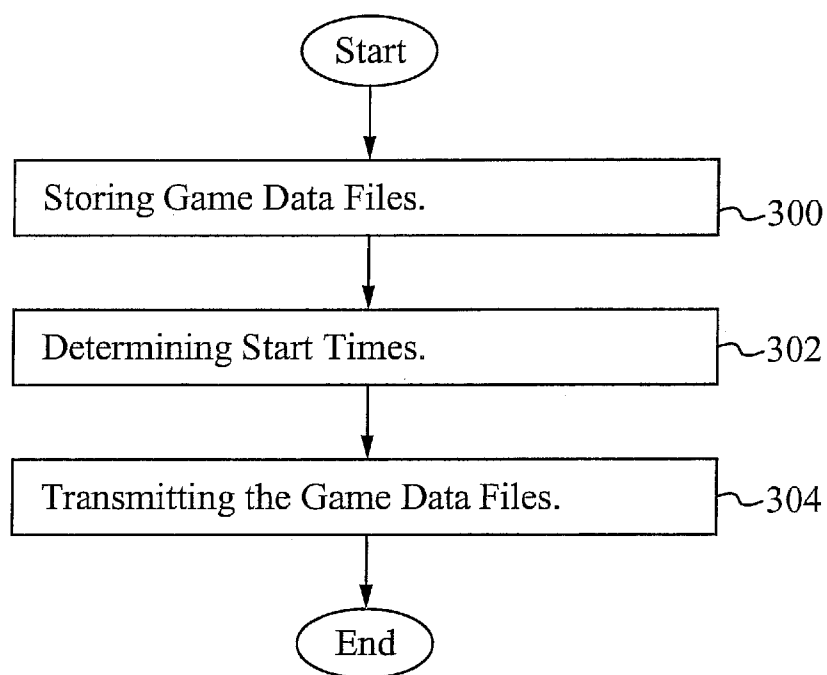 Start
Storing Game Data Files.
300
Determining Start Times.
302
Transmitting the Game Data Files.
304
End